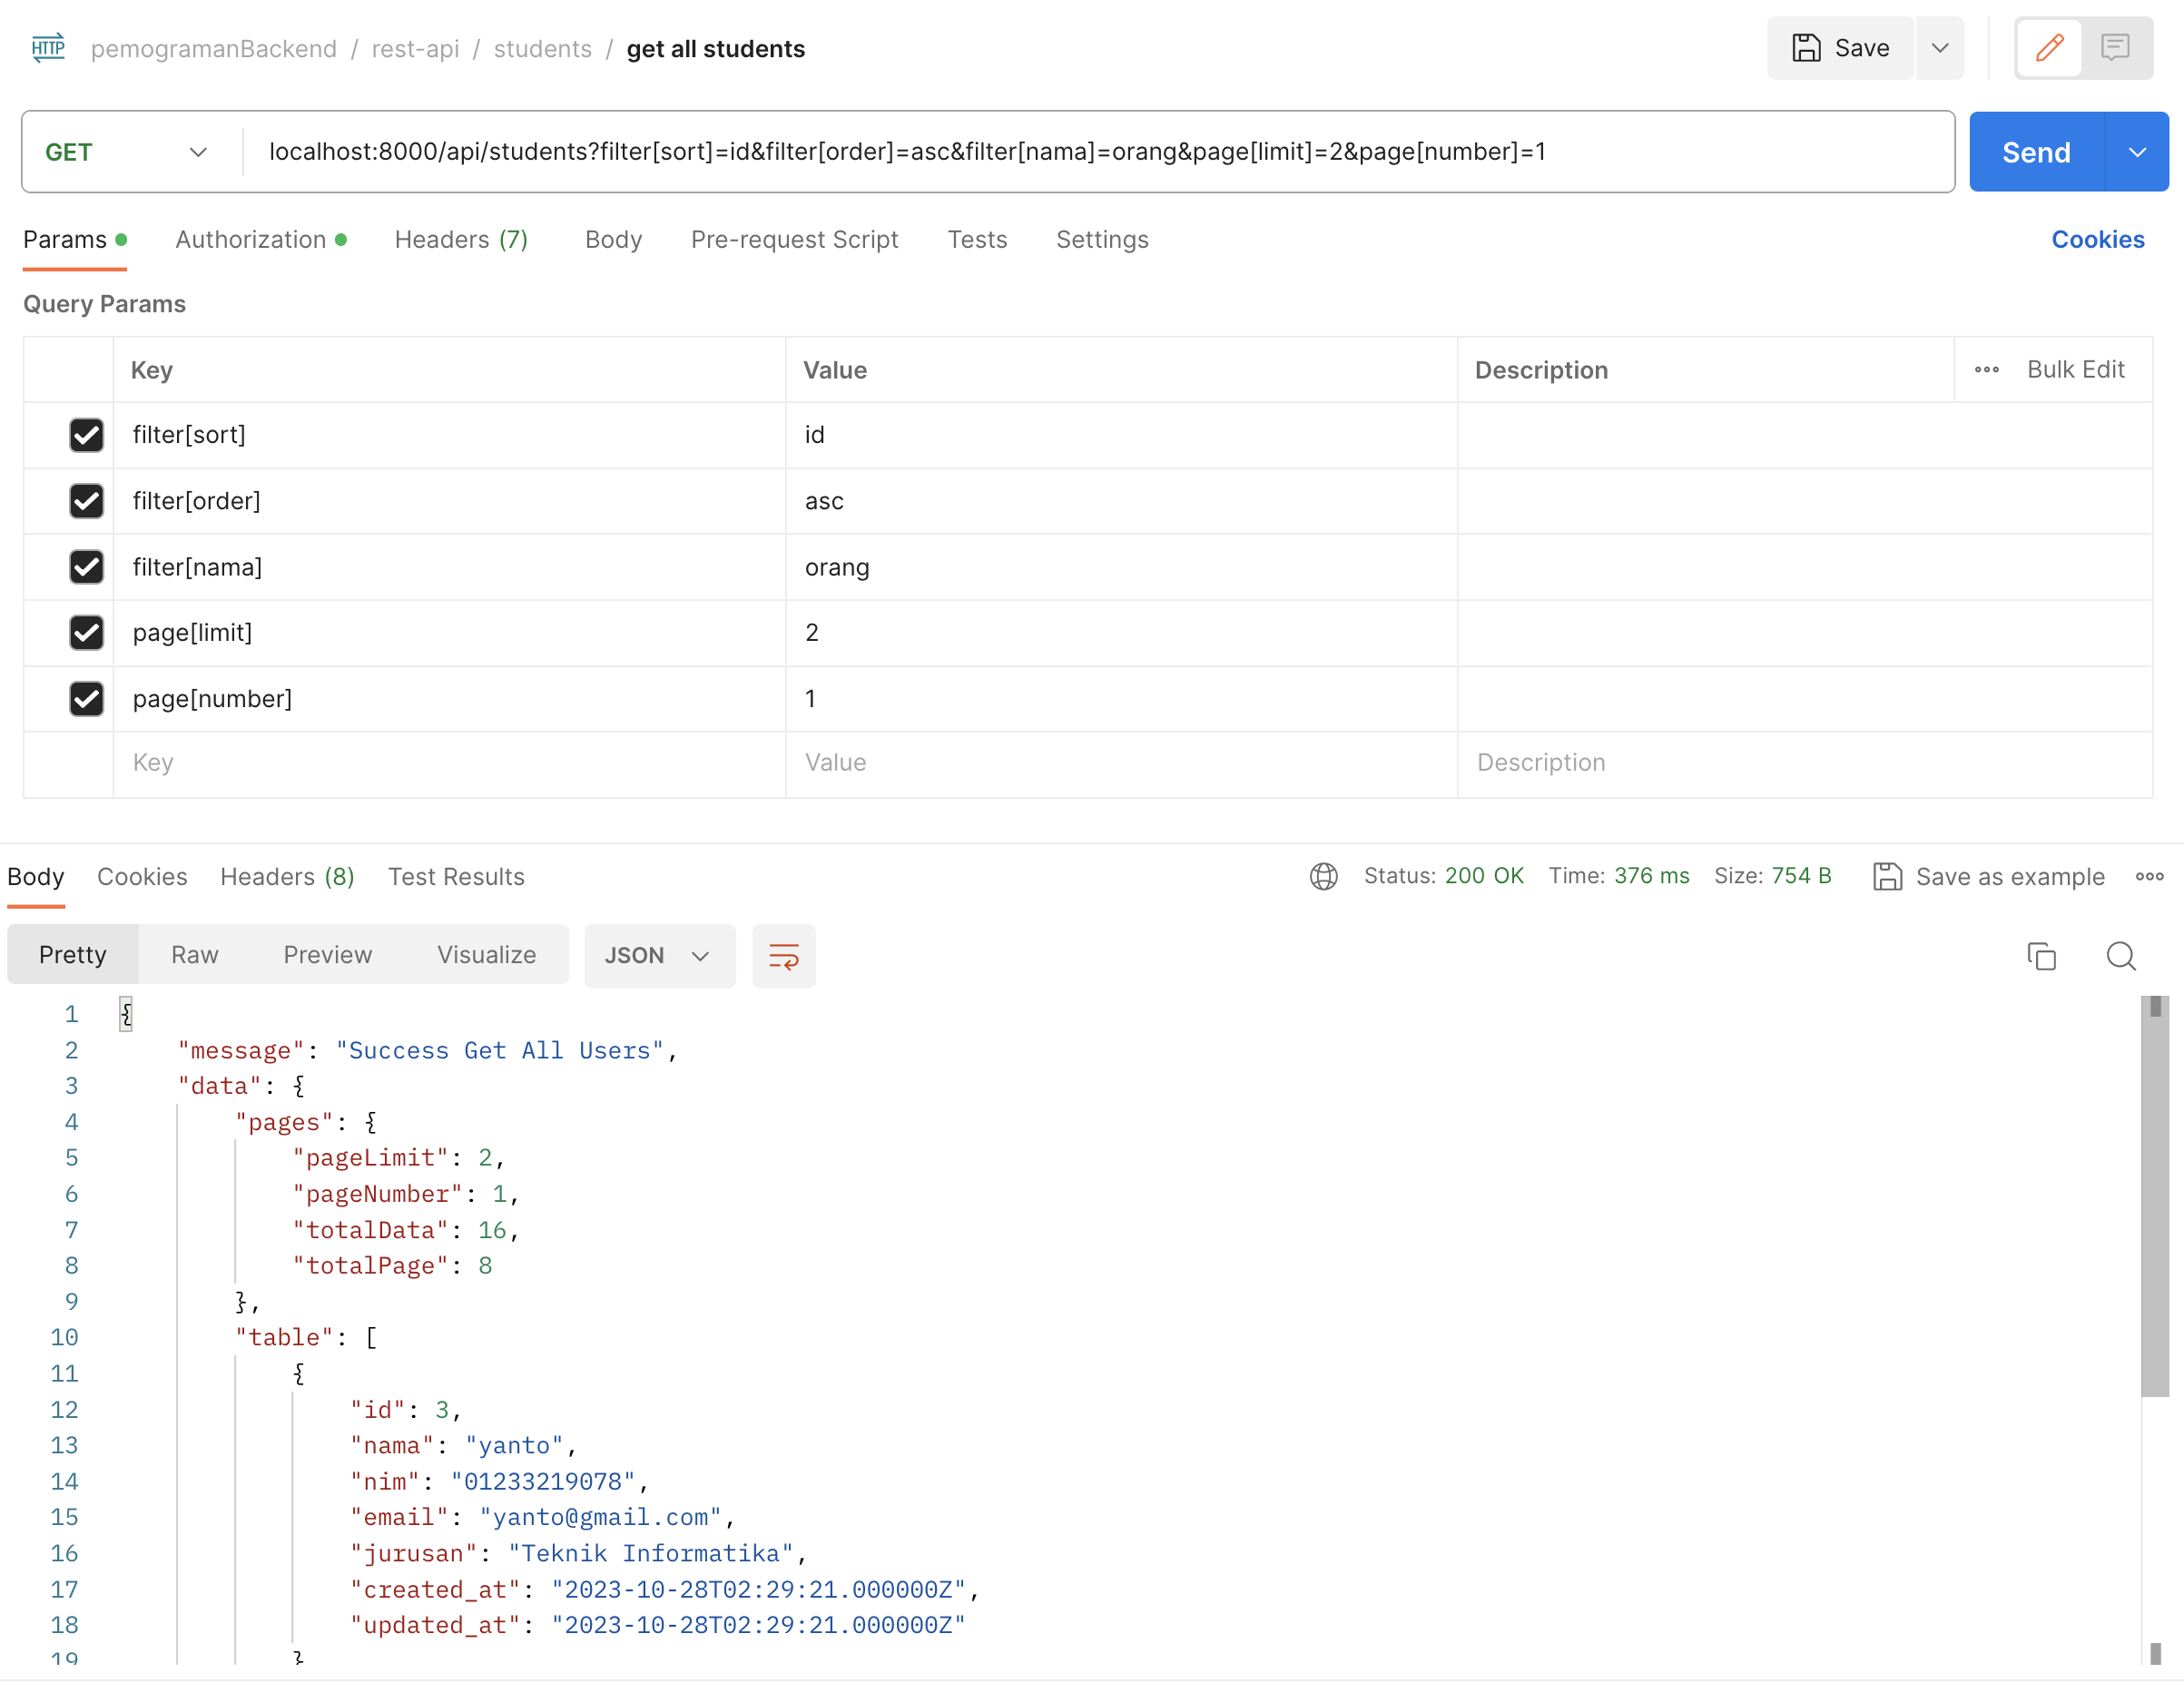 HTTP pemogramanBackend / rest-api / students / get all students Save
GET localhost:8000/api/students?filter[sort]=id&filter[order]=asc&filter[nama]=orang&page[limit]=2&page[number]=1 Send
Params Authorization Headers (7) Body Pre-request Script Tests Settings Cookies
Query Params
Key Value Description Bulk Edit
filter[sort] id
filter[order] asc
filter[nama] orang
page[limit] 2
page[number] 1
Key Value Description
Body Cookies Headers (8) Test Results Status: 200 OK Time: 376 ms Size: 754 B Save as example
Pretty Raw Preview Visualize JSON
1 {
2 "message": "Success Get All Users",
3 "data": {
4 "pages": {
5 "pageLimit": 2,
6 "pageNumber": 1,
7 "totalData": 16,
8 "totalPage": 8
9 },
10 "table": [
11 {
12 "id": 3,
13 "nama": "yanto",
14 "nim": "01233219078",
15 "email": "yanto@gmail.com",
16 "jurusan": "Teknik Informatika",
17 "created_at": "2023-10-28T02:29:21.000000Z",
18 "updated_at": "2023-10-28T02:29:21.000000Z"
19 }